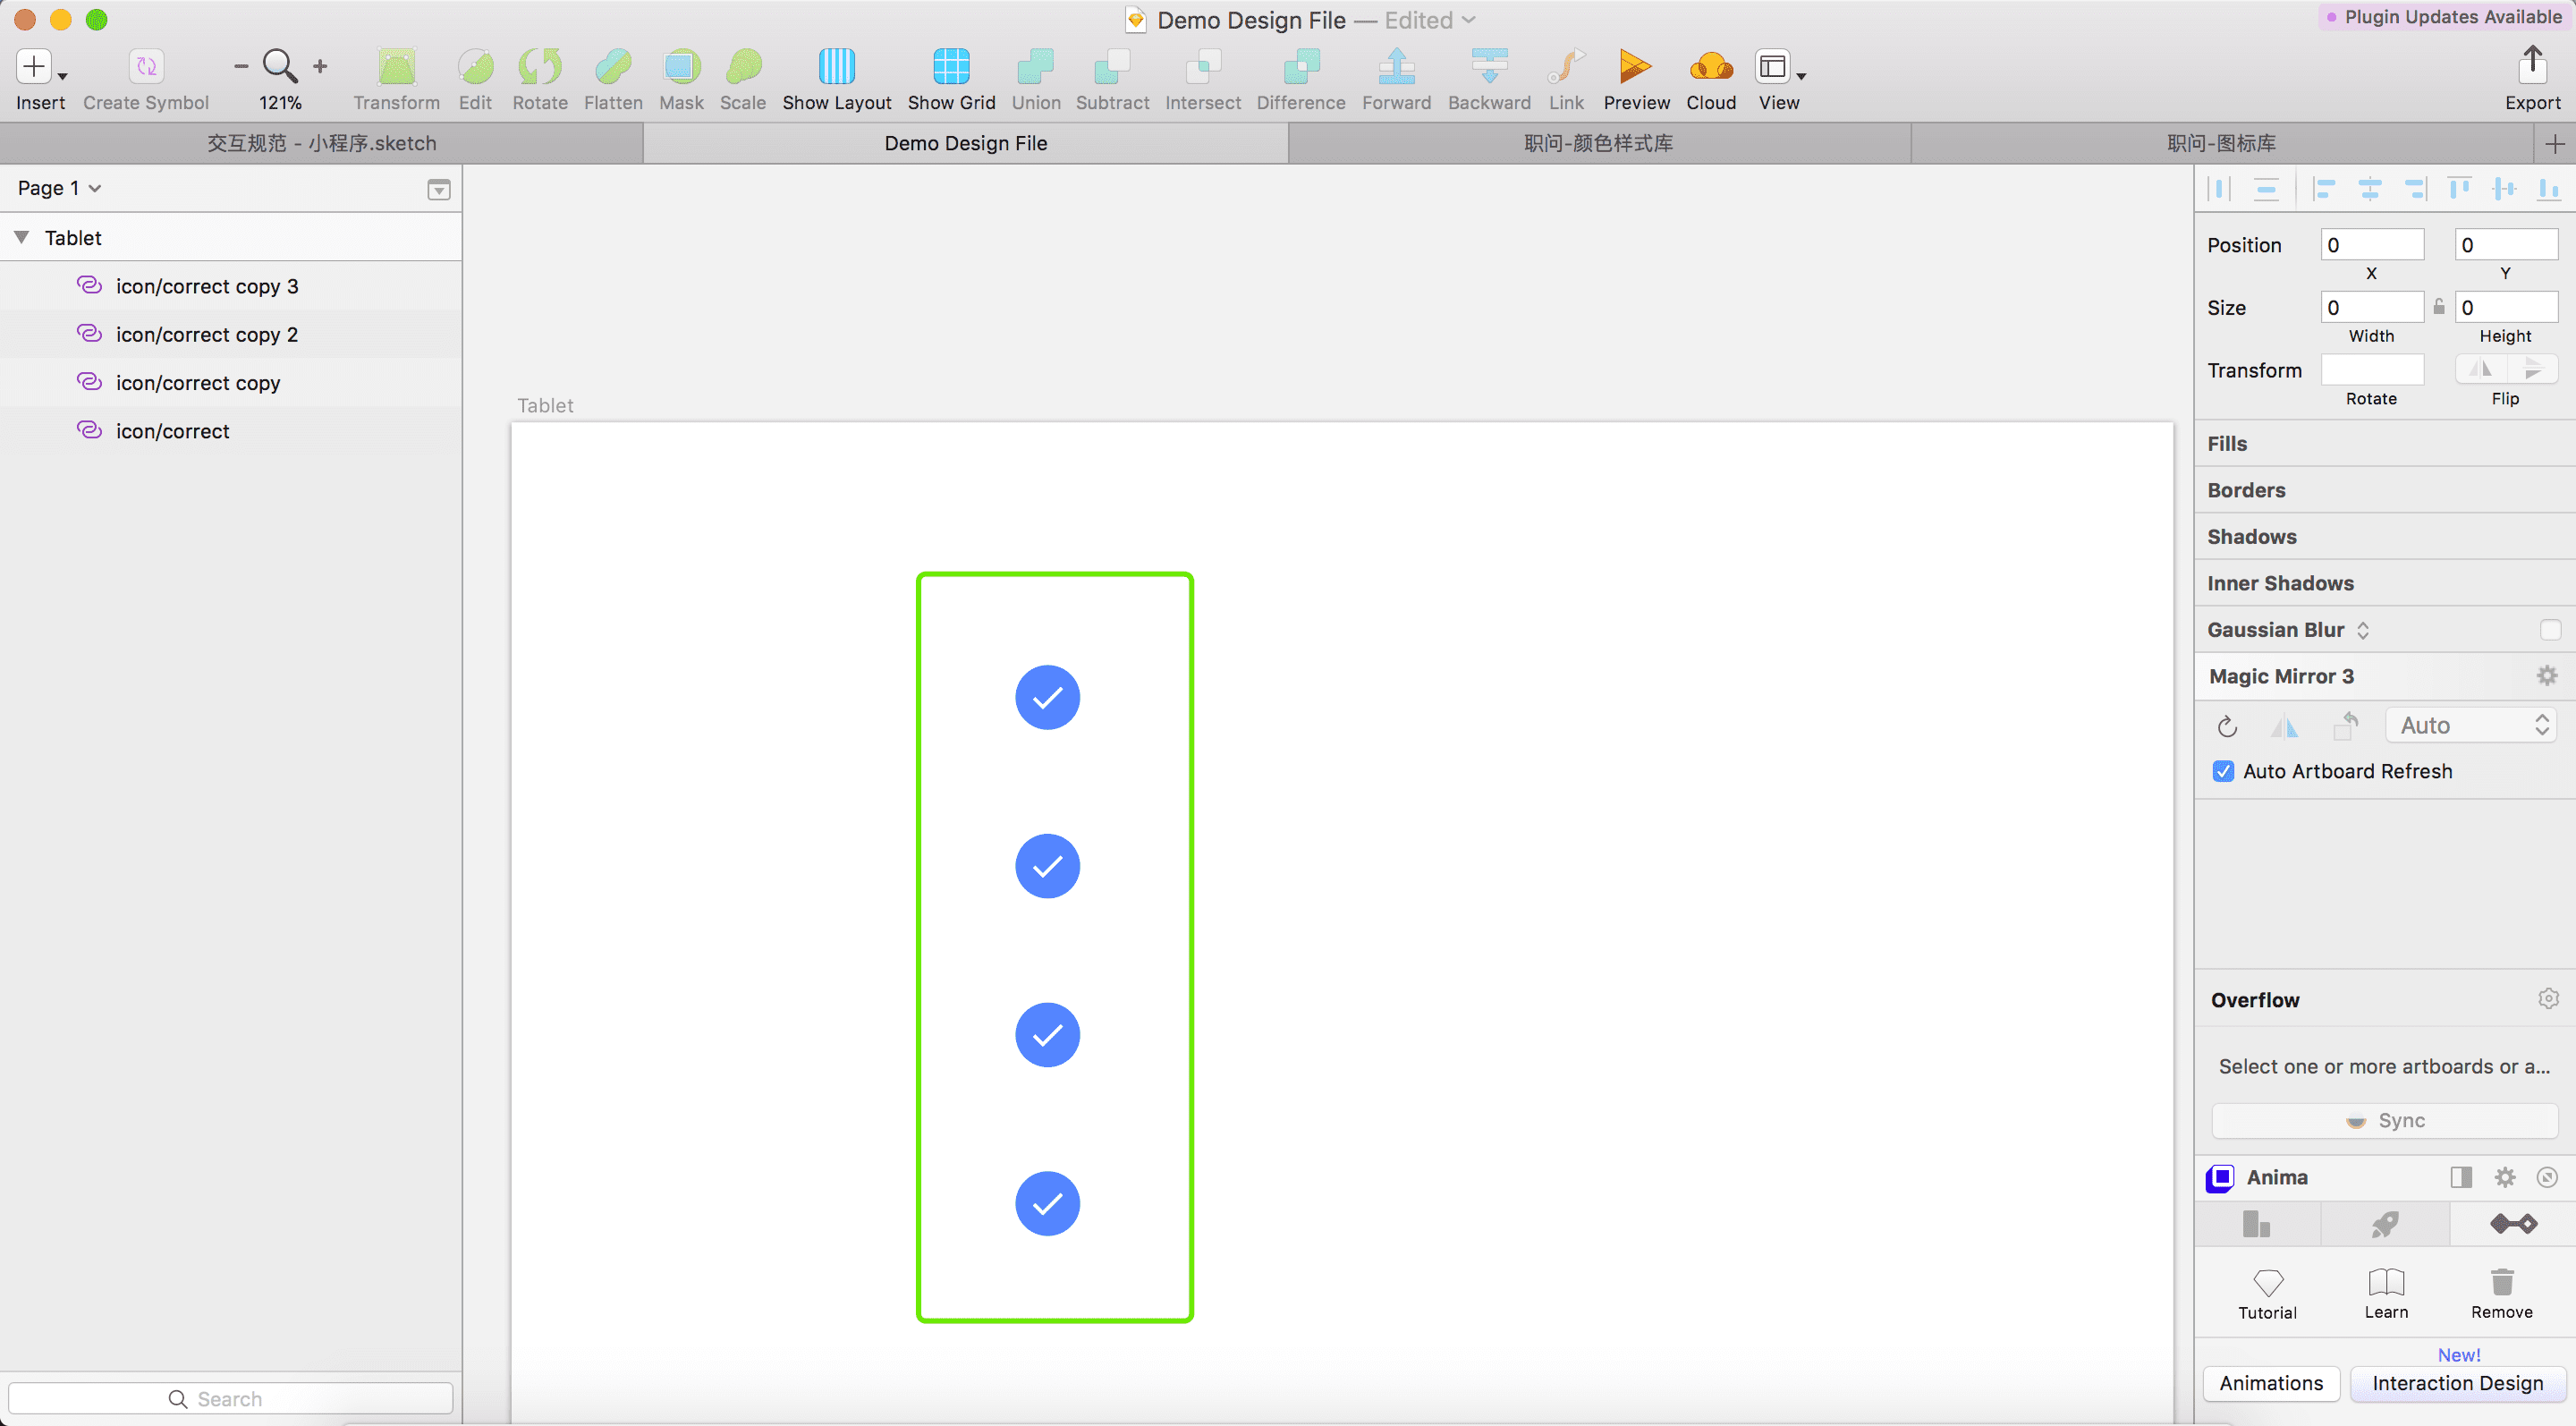 Demo Design File — Edited
Plugin Updates Available
Insert
Create Symbol
121%
Transform
Edit
Rotate
Flatten
Mask
Scale
Show Layout
Show Grid
Union
Subtract
Intersect
Difference
Forward
Backward
Link
Preview
Cloud
View
Export
交互规范 - 小程序.sketch
Demo Design File
职问-颜色样式库
职问-图标库
Page 1
Tablet
icon/correct copy 3
icon/correct copy 2
icon/correct copy
icon/correct
Search
Tablet
Position
0
0
X
Y
Size
0
0
Width
Height
Transform
Rotate
Flip
Fills
Borders
Shadows
Inner Shadows
Gaussian Blur
Magic Mirror 3
Auto
Auto Artboard Refresh
Overflow
Select one or more artboards or a...
Sync
Anima
Tutorial
Learn
Remove
New!
Animations
Interaction Design